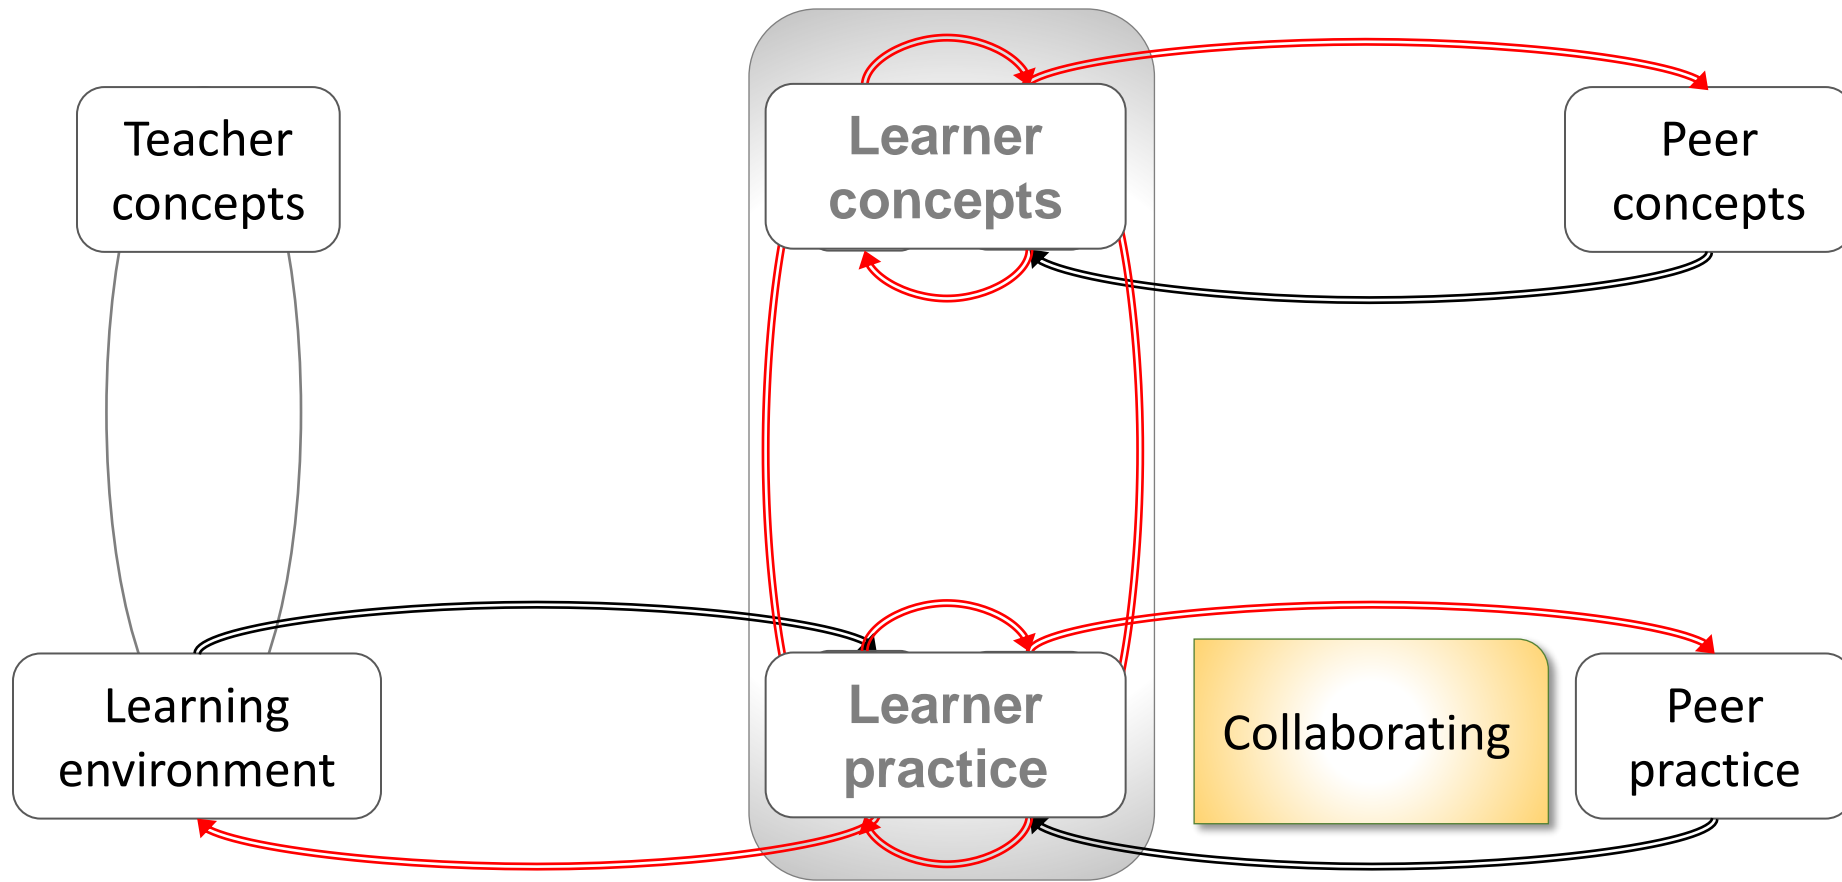 Teacher
concepts
Learner
concepts
Peer
concepts
Learning
environment
Learner
practice
Collaborating
Peer
practice